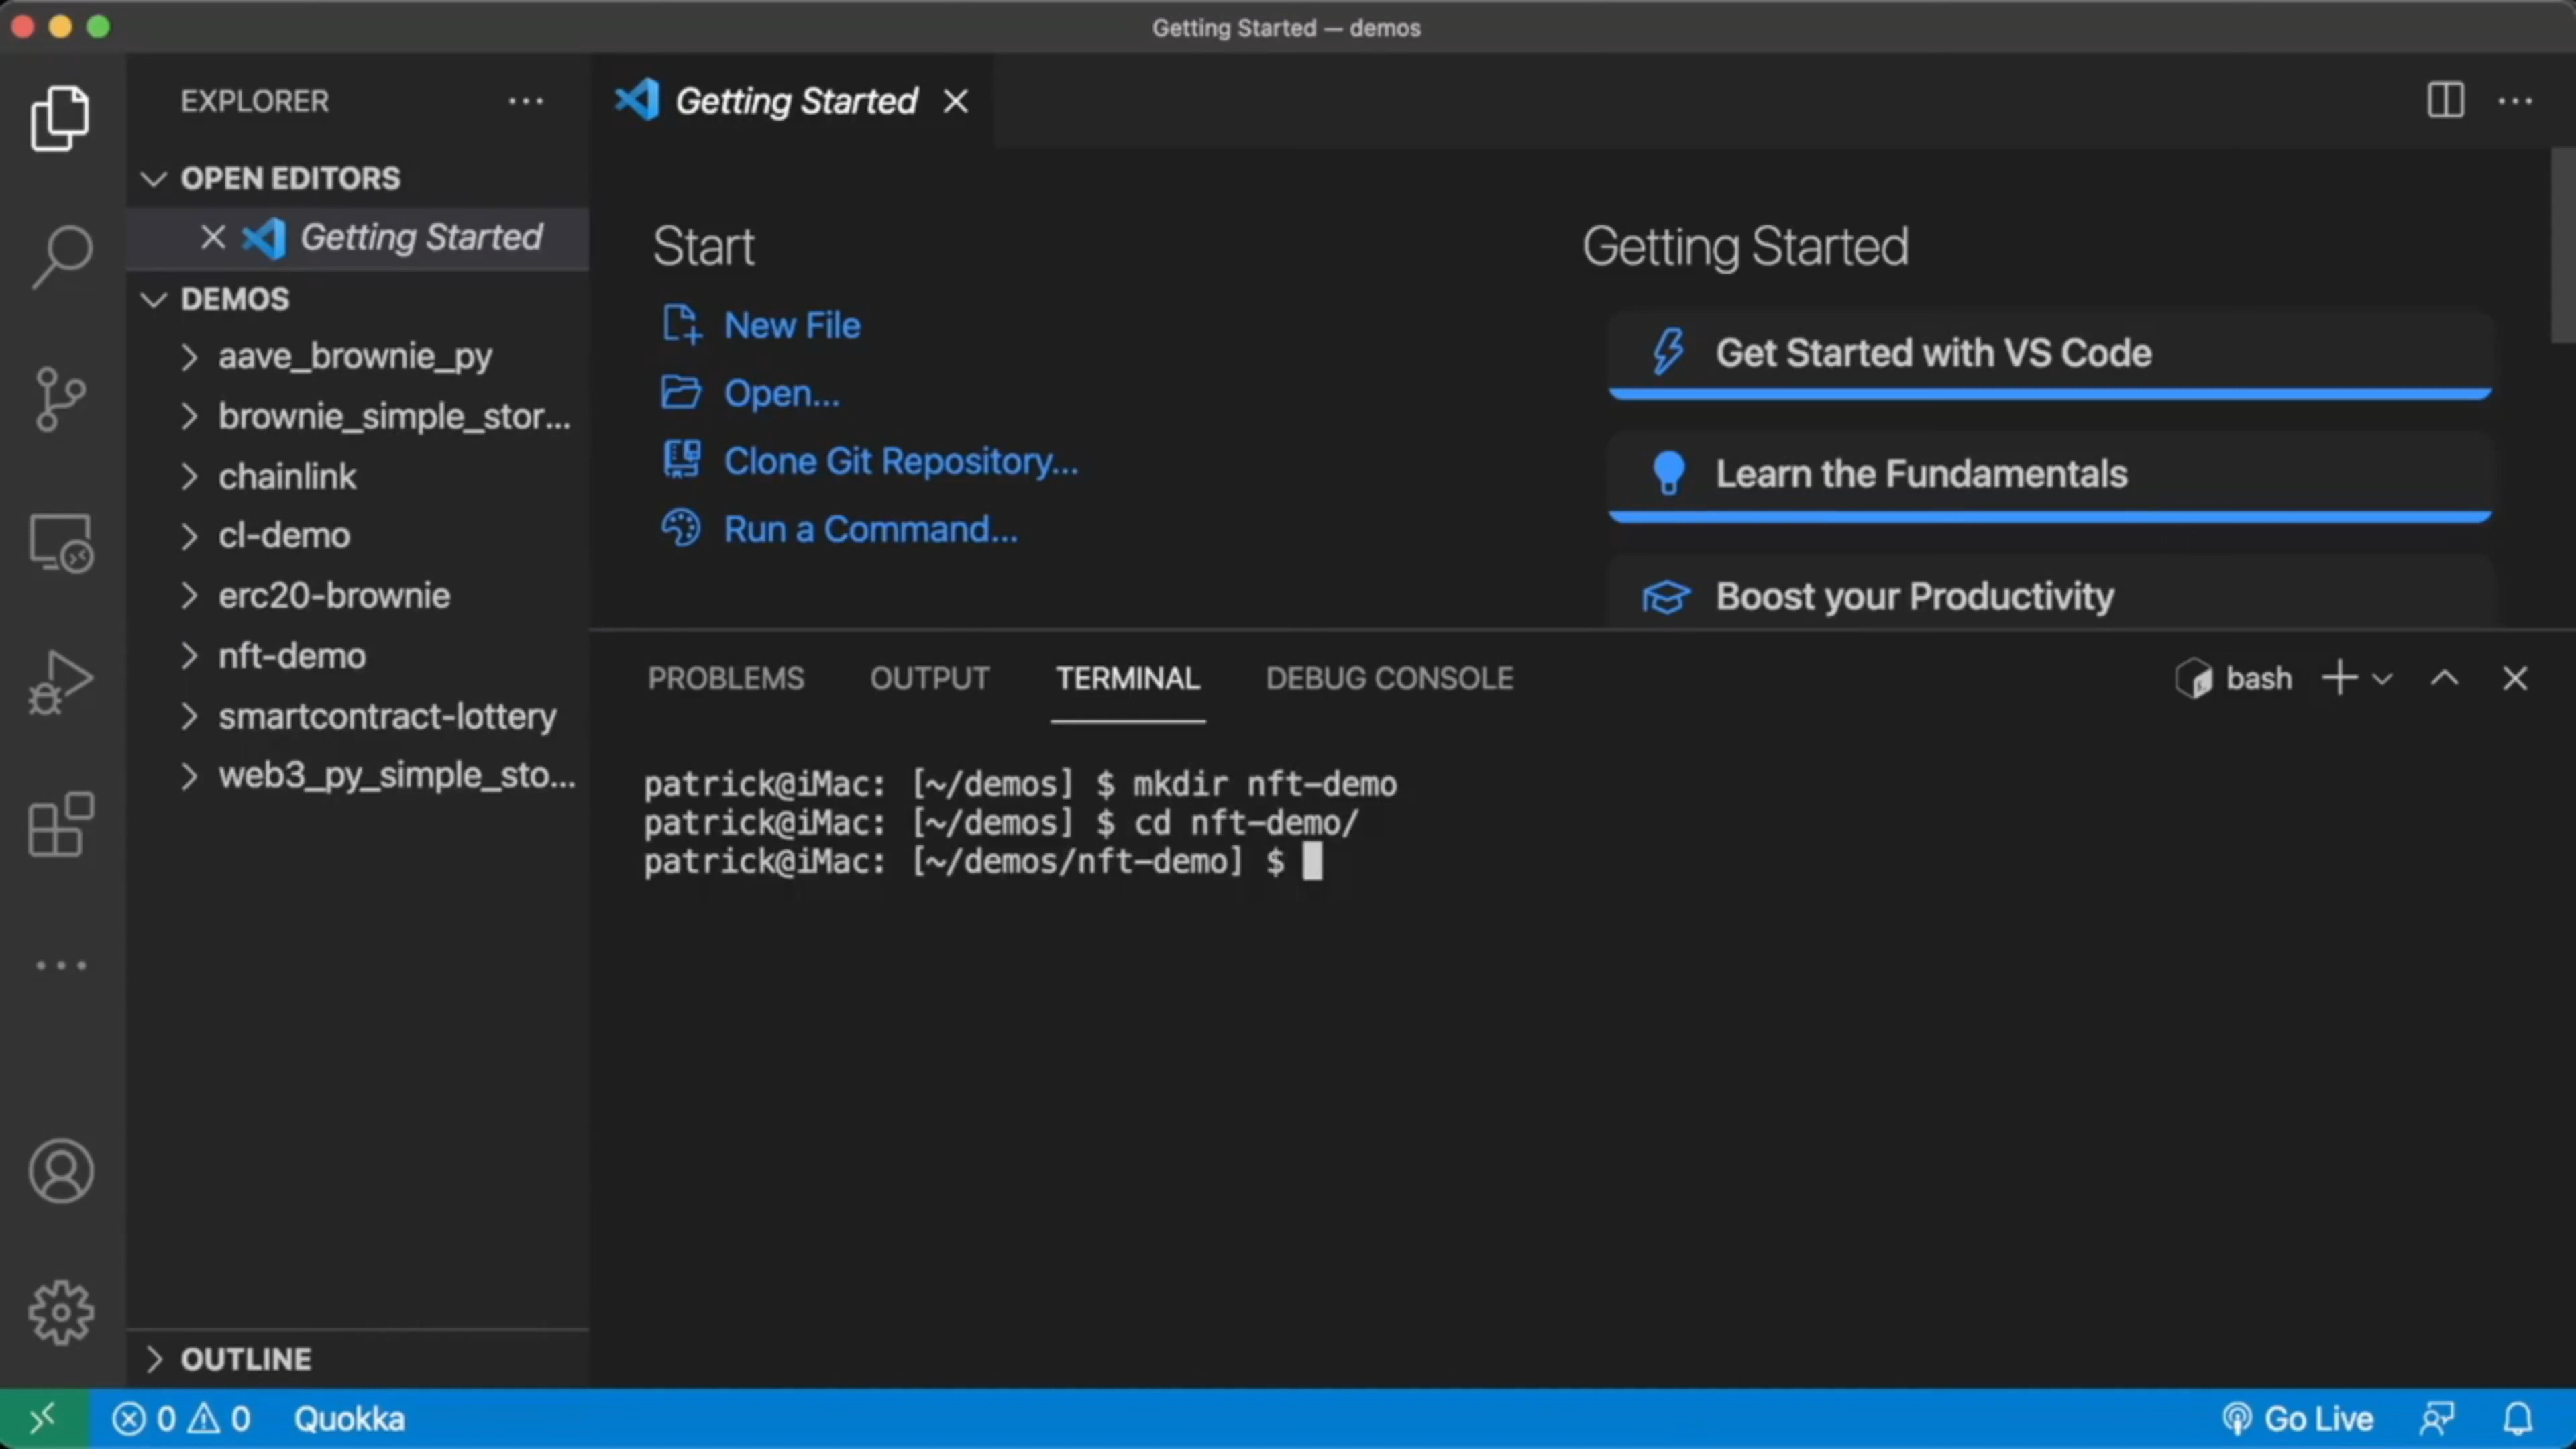 Getting Started — demos
EXPLORER
Getting Started
OPEN EDITORS
Getting Started
DEMOS
aave_brownie_py
brownie_simple_stor...
chainlink
cl-demo
erc20-brownie
nft-demo
smartcontract-lottery
web3_py_simple_sto...
OUTLINE
Start
New File
Open...
Clone Git Repository...
Run a Command...
Getting Started
Get Started with VS Code
Learn the Fundamentals
Boost your Productivity
PROBLEMS OUTPUT TERMINAL DEBUG CONSOLE bash
patrick@iMac: [~/demos] $ mkdir nft-demo
patrick@iMac: [~/demos] $ cd nft-demo/
patrick@iMac: [~/demos/nft-demo] $
0 0 Quokka Go Live